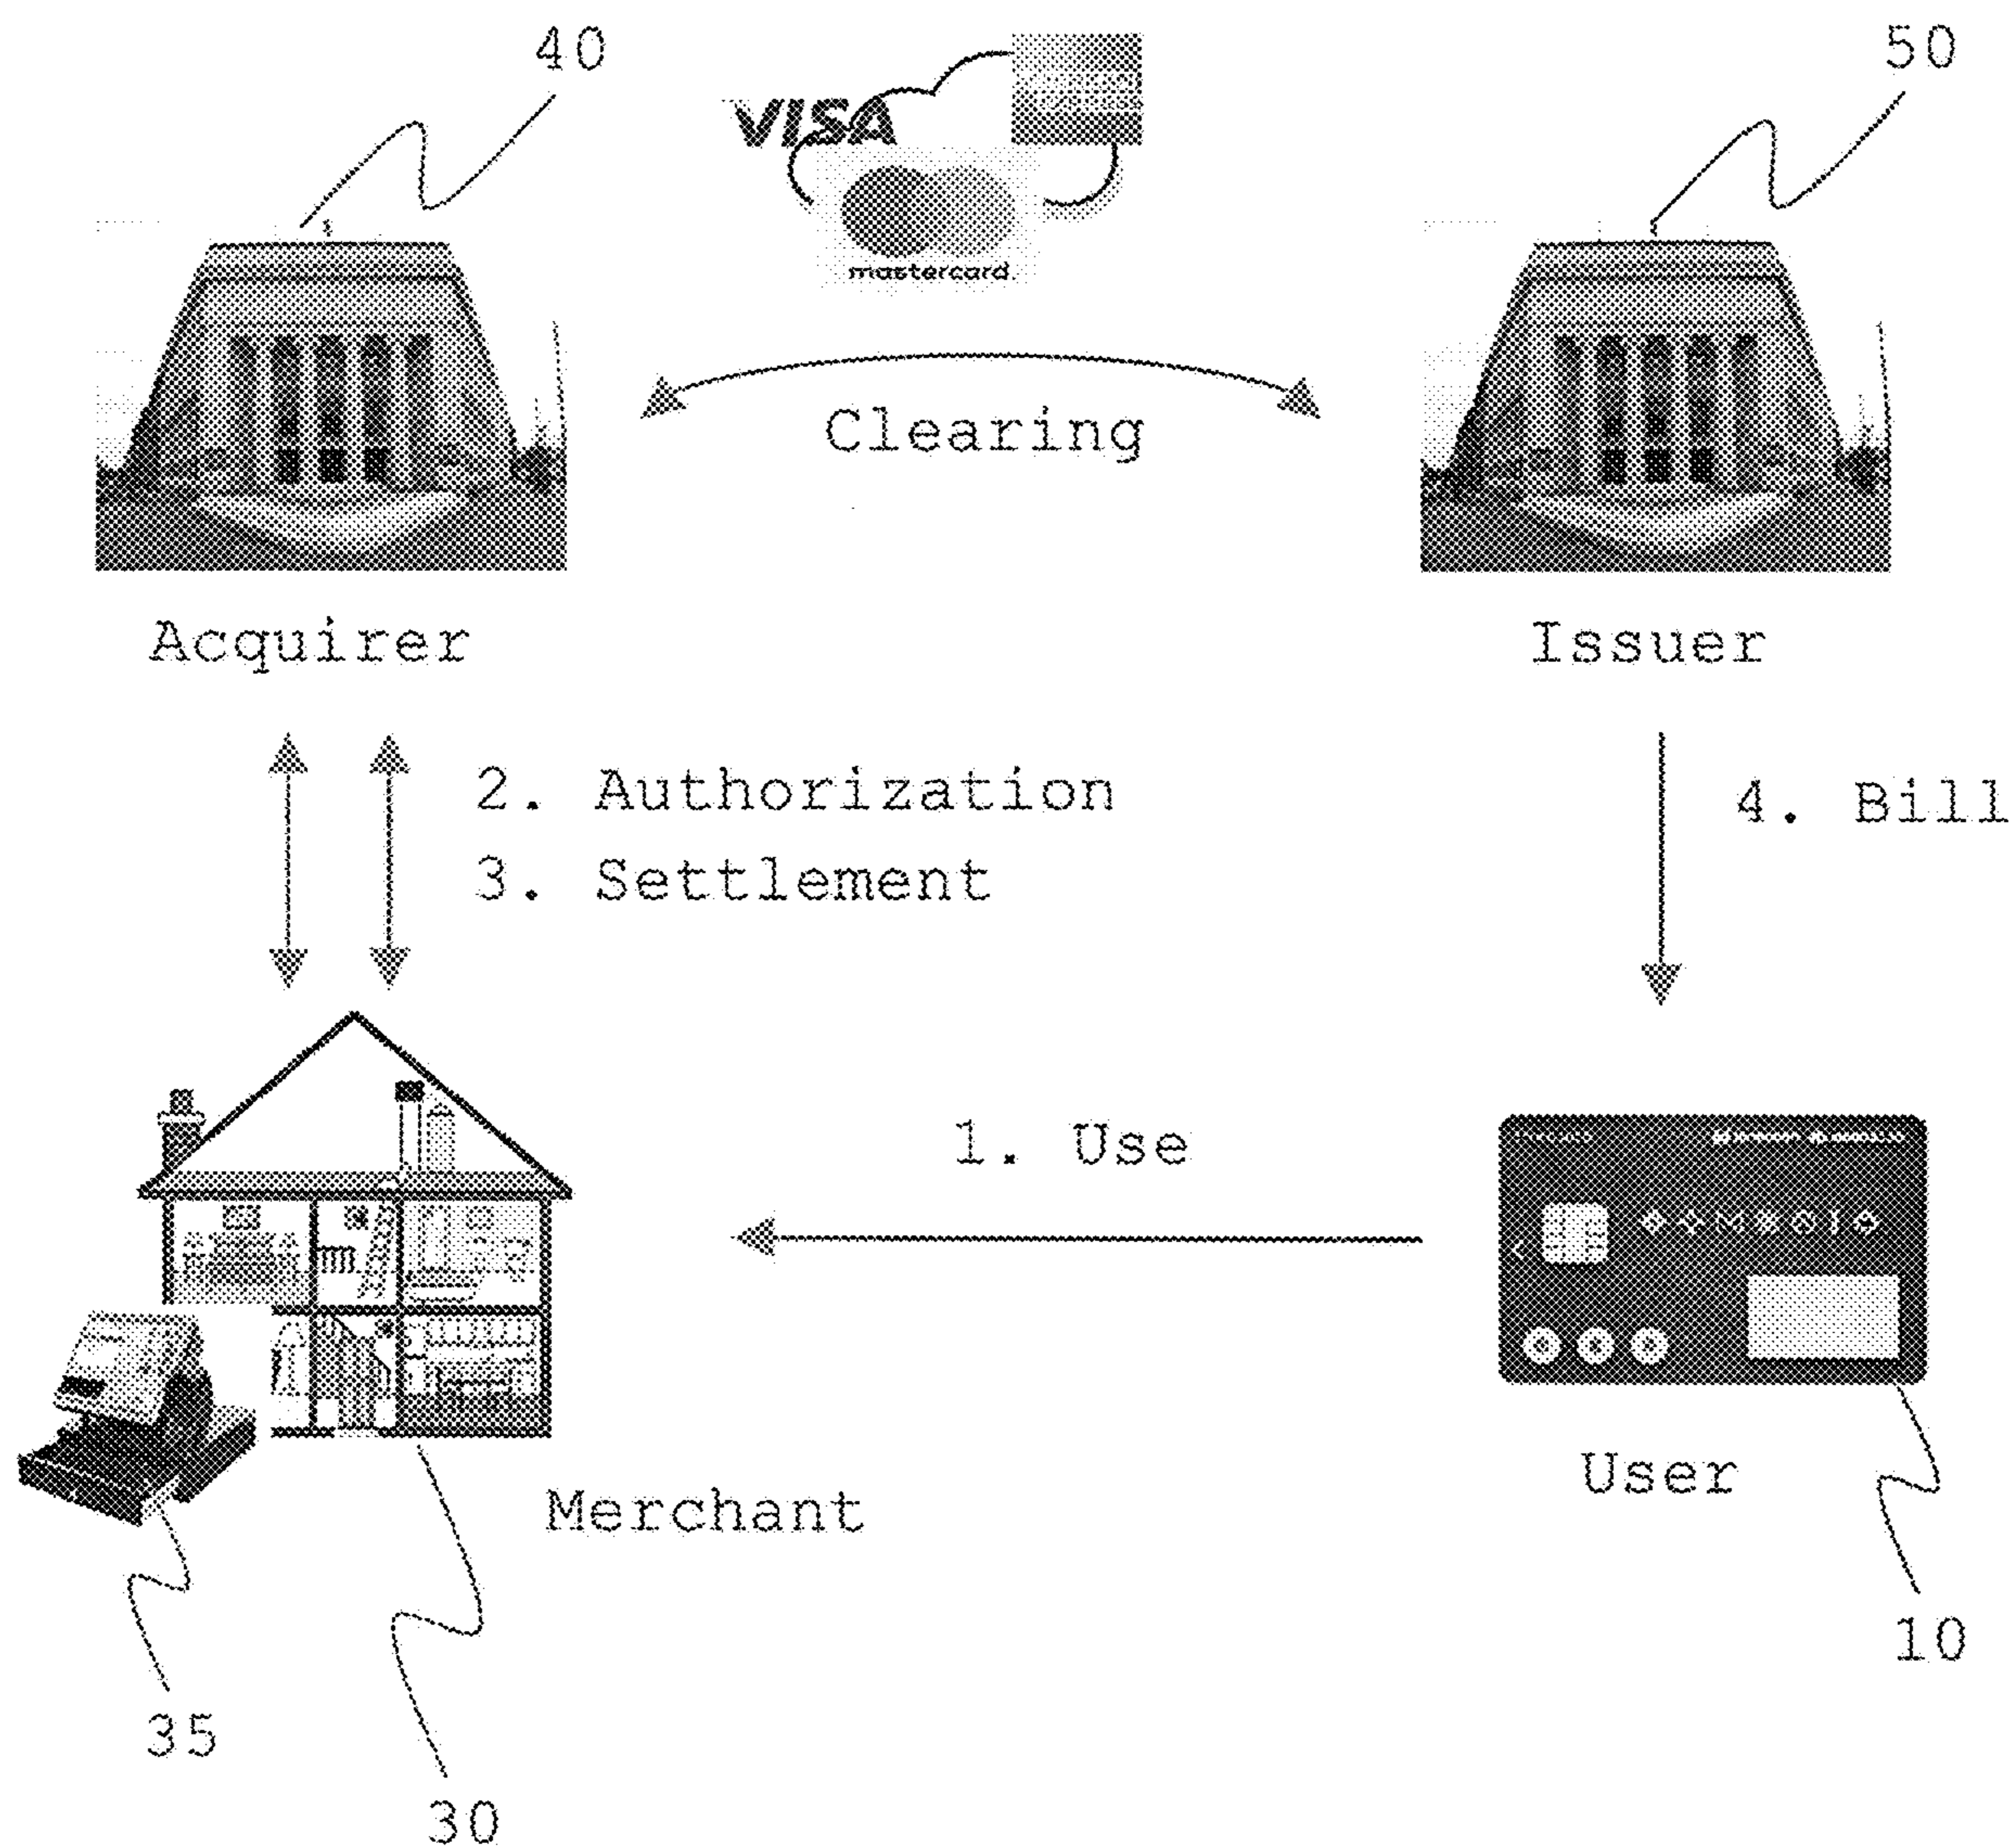 40
50
VISA
mastercard.
Clearing
Acquirer
Issuer
2. Authorization
3. Settlement
4. Bill
1. Use
User
Merchant
10
35
30